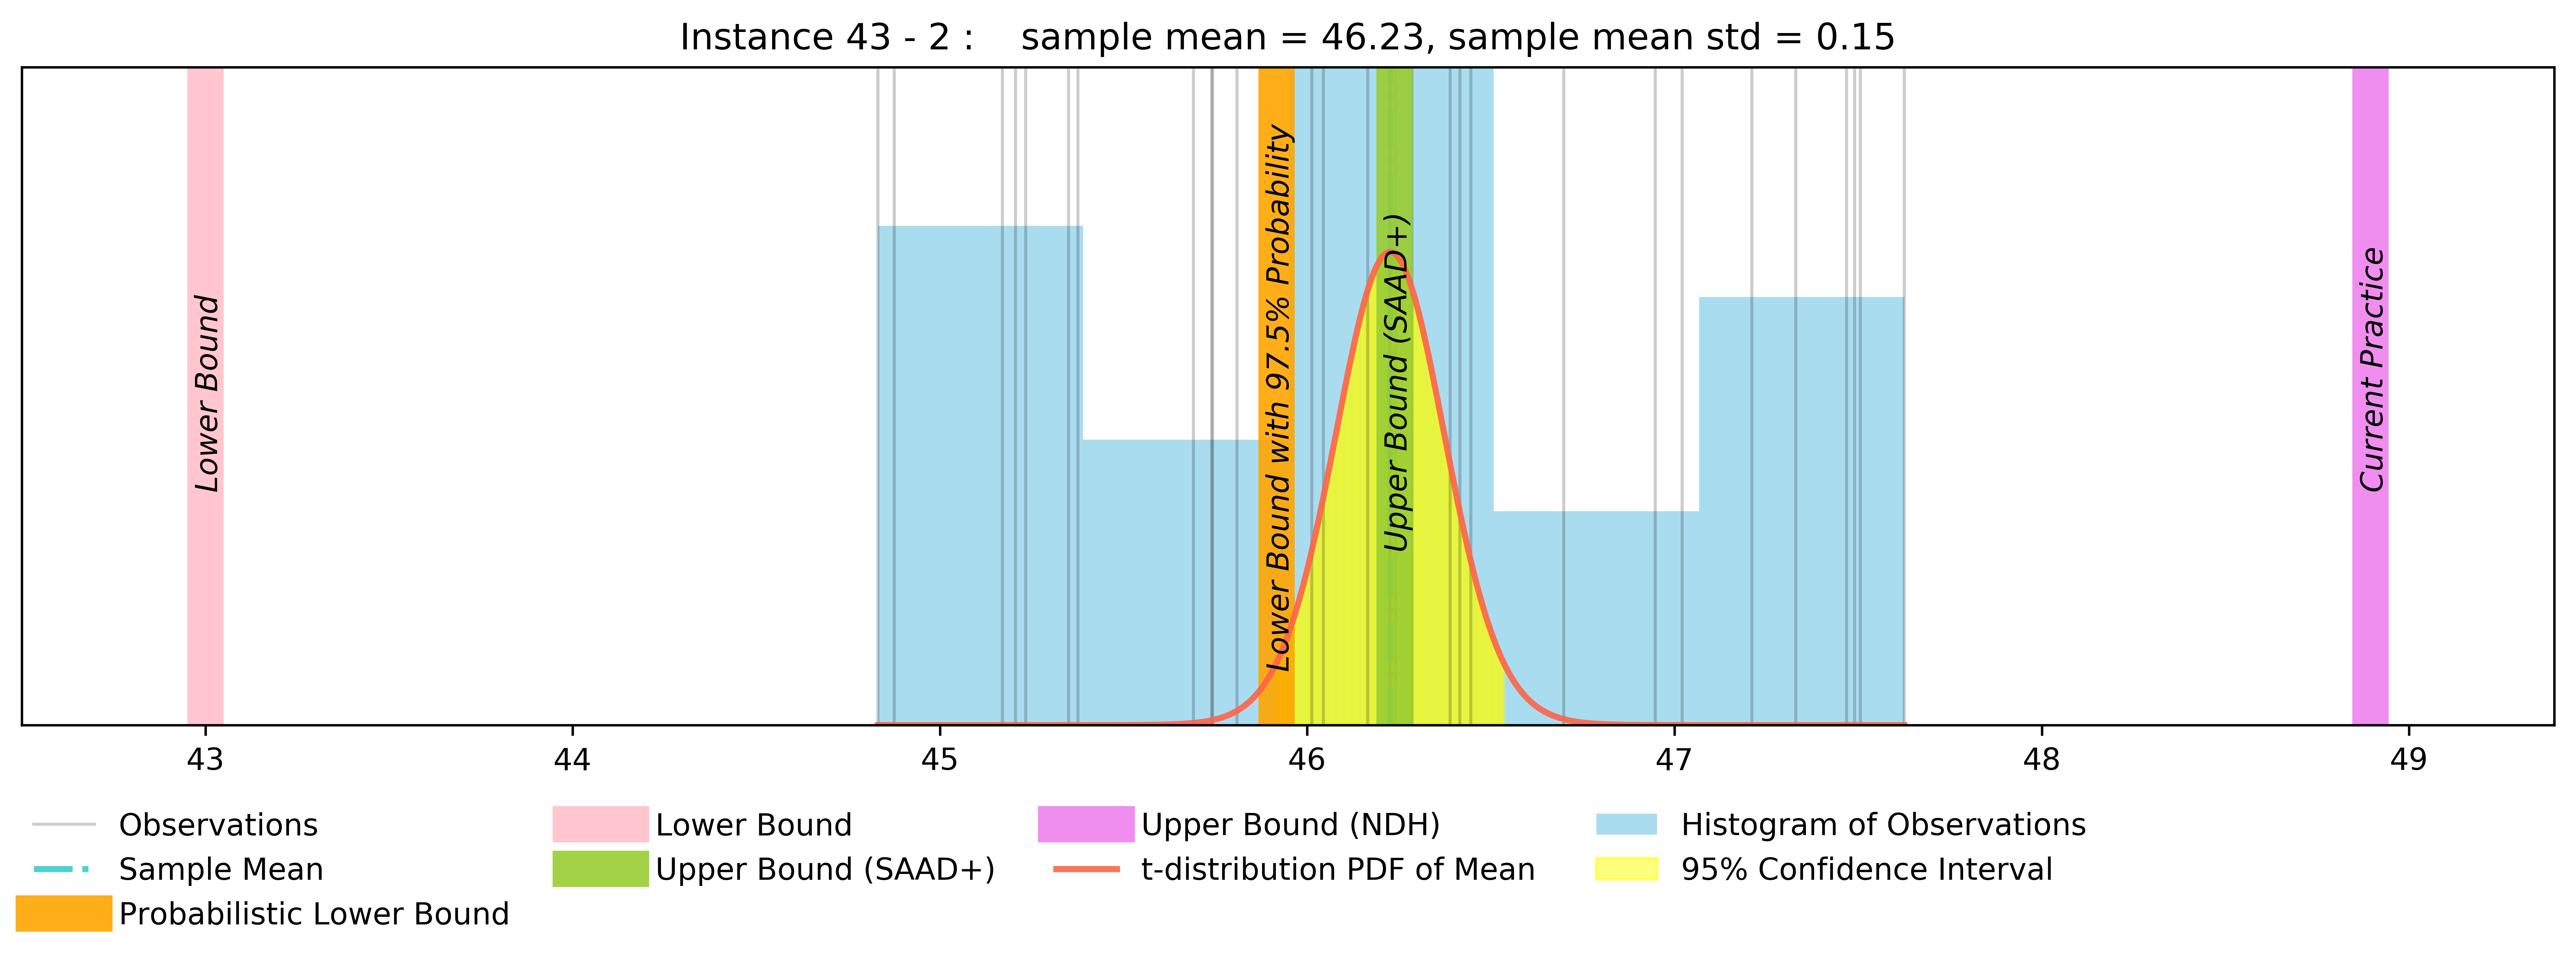 Instance 43 - 2 :    sample mean = 46.23, sample mean std = 0.15
Lower Bound
Lower Bound with 97.5% Probability
Upper Bound (SAAD+)
Current Practice
43 44 45 46 47 48 49
Observations
Sample Mean
Probabilistic Lower Bound
Lower Bound
Upper Bound (SAAD+)
Upper Bound (NDH)
t-distribution PDF of Mean
Histogram of Observations
95% Confidence Interval